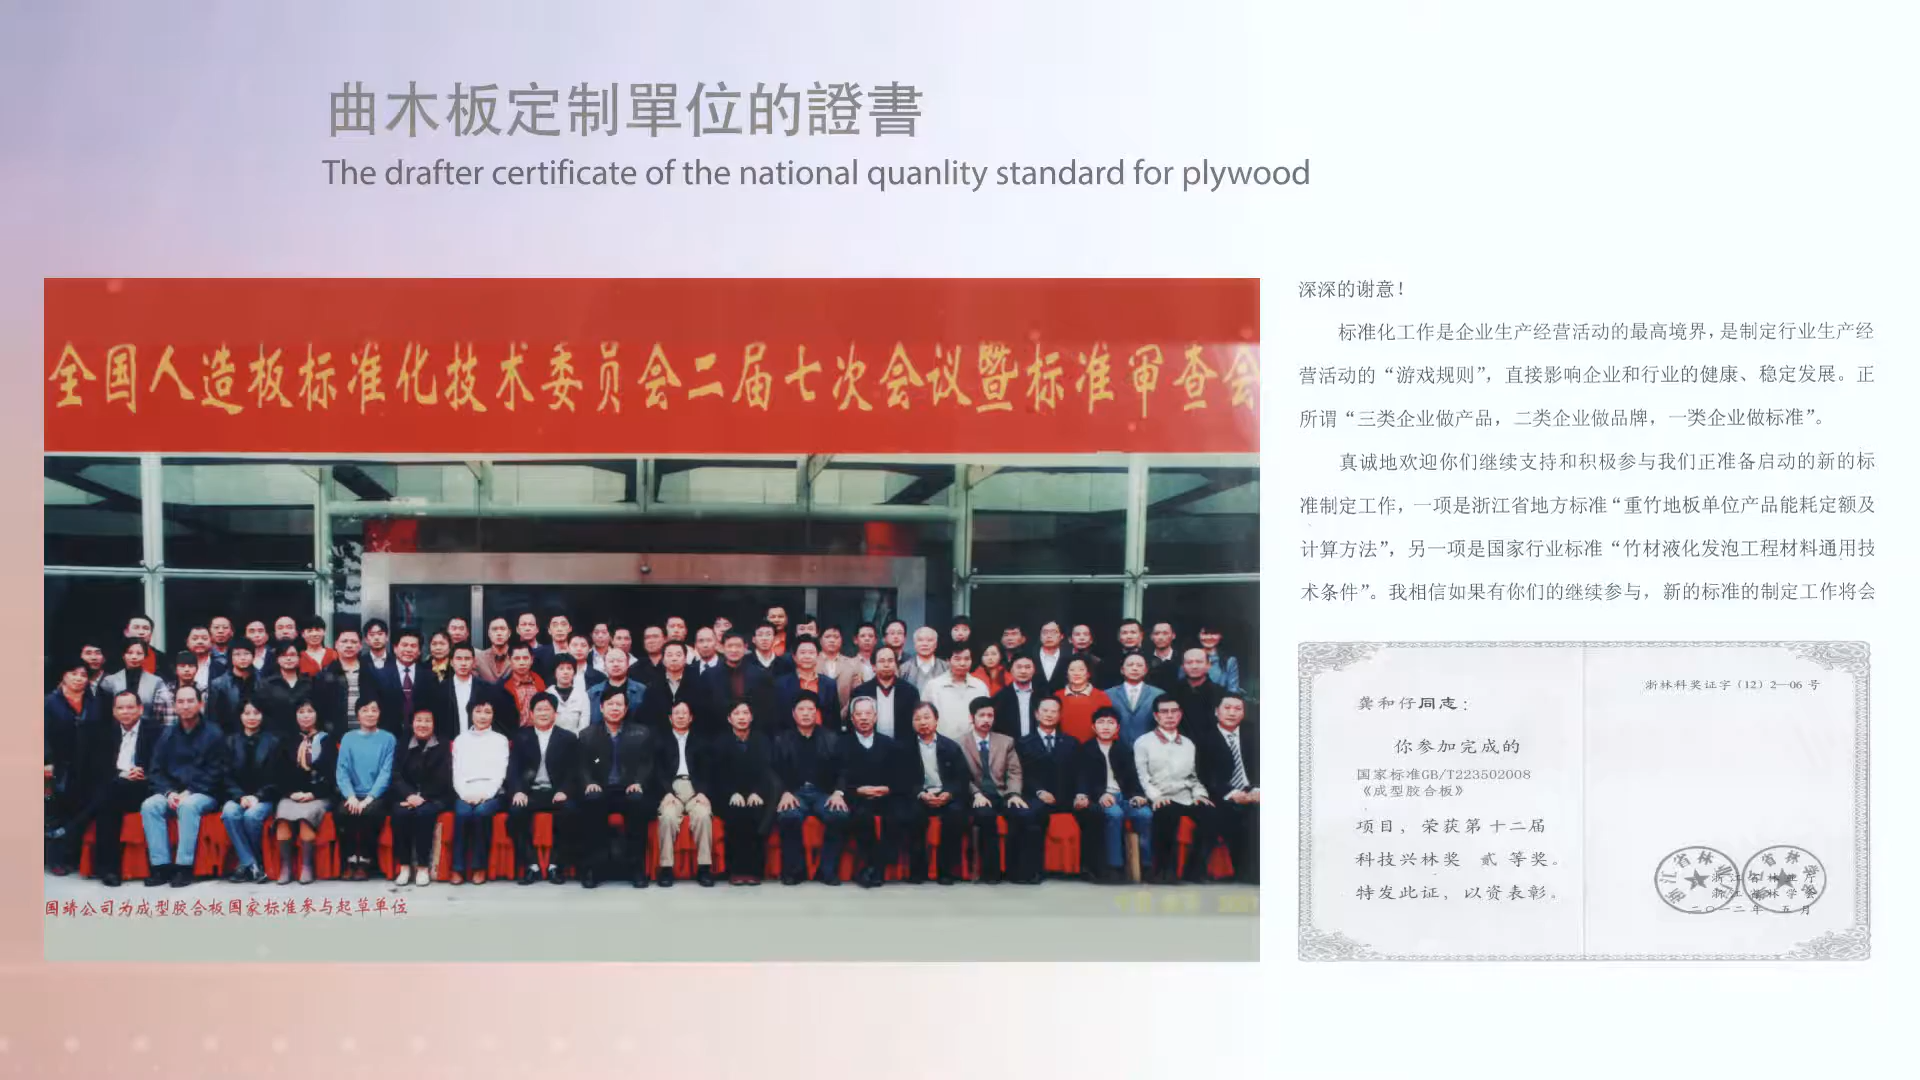 曲木板定制單位的證書
The drafter certificate of the national quanlity standard for plywood
全国人造板标准化技术委员会二届七次会议暨标准审查会
国靖公司为成型胶合板国家标准参与起草单位
深深的谢意！
标准化工作是企业生产经营活动的最高境界，是制定行业生产经
营活动的“游戏规则”，直接影响企业和行业的健康、稳定发展。正
所谓“三类企业做产品，二类企业做品牌，一类企业做标准”。
真诚地欢迎你们继续支持和积极参与我们正准备启动的新的标
准制定工作，一项是浙江省地方标准“重竹地板单位产品能耗定额及
计算方法”，另一项是国家行业标准“竹材液化发泡工程材料通用技
术条件”。我相信如果有你们的继续参与，新的标准的制定工作将会
龚和仔同志：
你参加完成的
国家标准GB/T223502008
《成型胶合板》
项目，荣获第十二届
科技兴林奖 贰 等奖。
特发此证，以资表彰。
浙林科奖证字（12）2—06 号
浙江省林业厅
浙江省林学会
二〇一二年 五 月